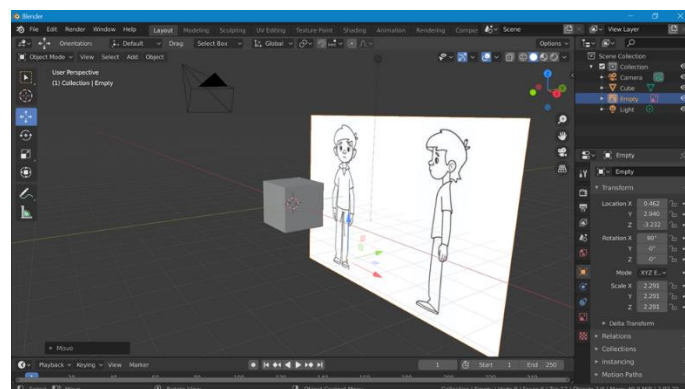 Blender
File Edit Render Window Help Layout Modeling Sculpting UV Editing Texture Paint Shading Animation Rendering Compos Scene View Layer
Orientation: Default Drag Select Box Global Options
Object Mode View Select Add Object
User Perspective
(1) Collection | Empty
Scene Collection
Collection
Camera
Cube
Empty
Light
Empty
Empty
Transform
Location X 0.462
Y 2.940
Z -3.232
Rotation X 90°
Y -0°
Z -0°
Mode XYZ E..
Scale X 2.291
Y 2.291
Z 2.291
Delta Transform
Relations
Collections
Instancing
Motion Paths
Move
Playback Keying View Marker 1 Start 1 End 250